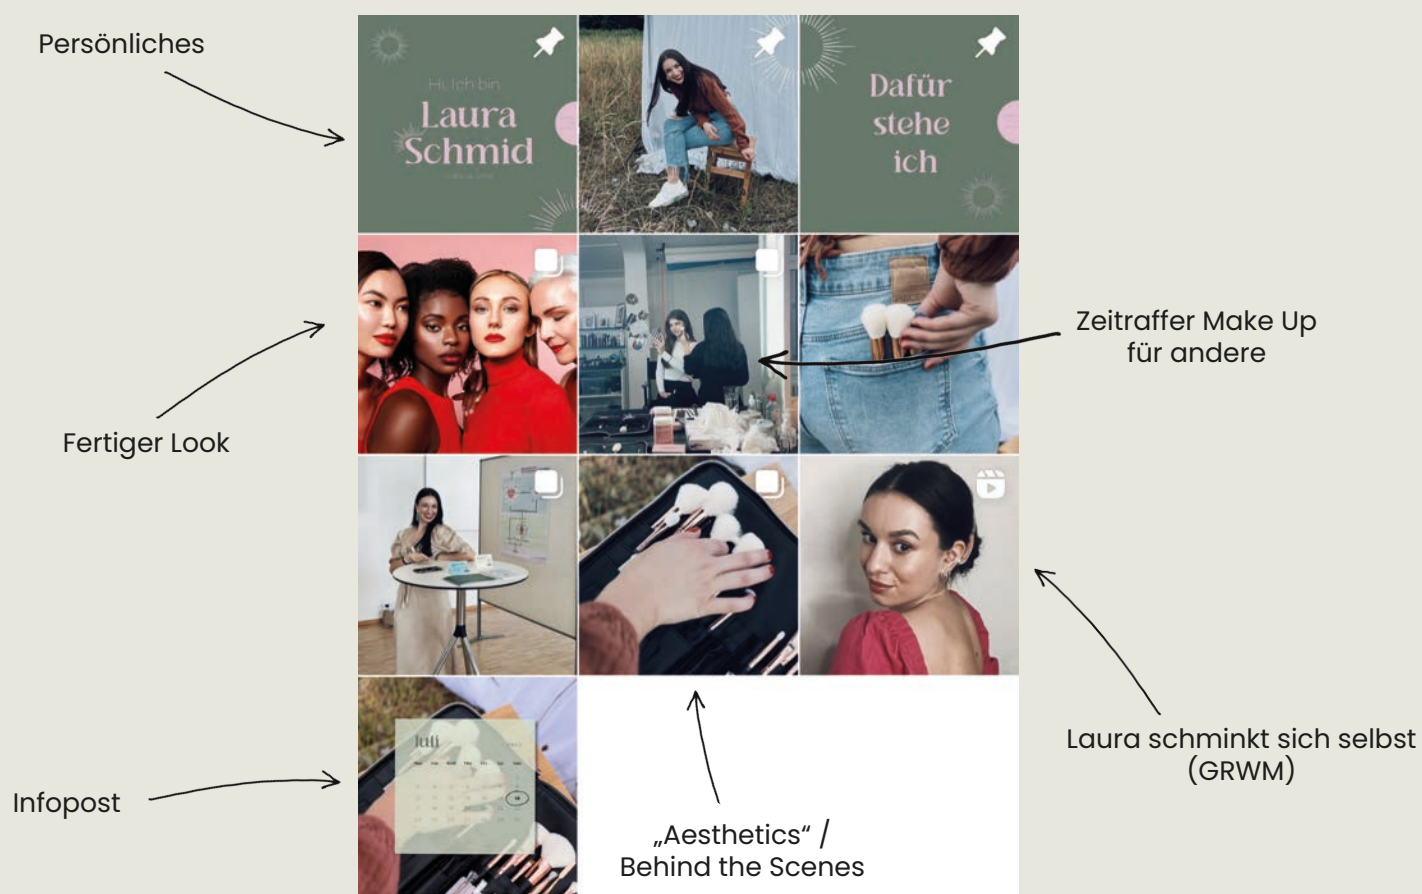 Persönliches
Hi, Ich bin
Laura
Schmid
Dafür
stehe
ich
Zeitraffer Make Up
für andere
Fertiger Look
Laura schminkt sich selbst
(GRWM)
Juli
Infopost
„Aesthetics“ /
Behind the Scenes